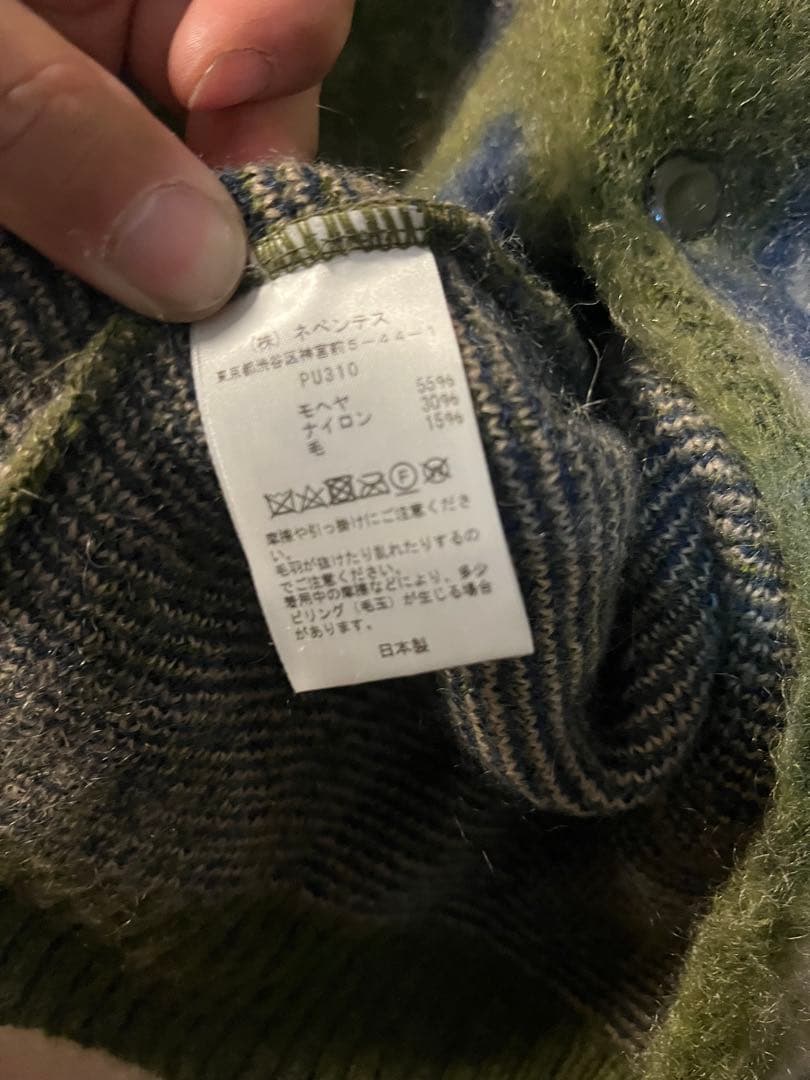 (株) ネペンテス
東京都渋谷区神宮前5-44-1
PU310
モヘヤ 55%
ナイロン 30%
毛 15%
F
摩擦や引っ掛けにご注意くださ
い。
毛羽が抜けたり乱れたりするの
でご注意ください。
着用中の摩擦などにより、多少
ピリング (毛玉) が生じる場合
があります。
日本製